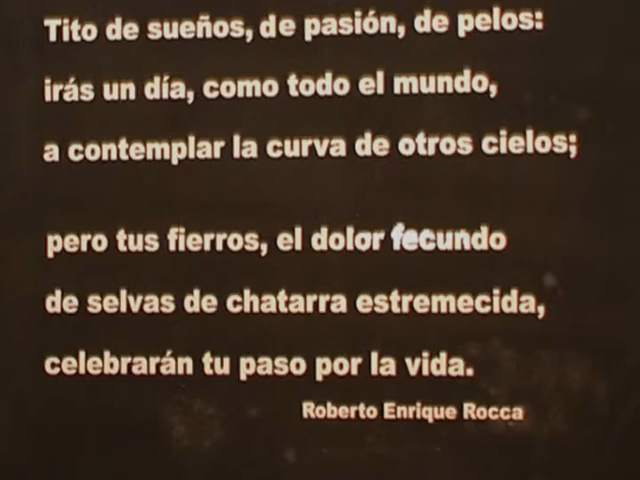 Tito de sueños, de pasión, de pelos:
irás un día, como todo el mundo,
a contemplar la curva de otros cielos;
pero tus fierros, el dolor fecundo
de selvas de chatarra estremecida,
celebrarán tu paso por la vida.
Roberto Enrique Rocca